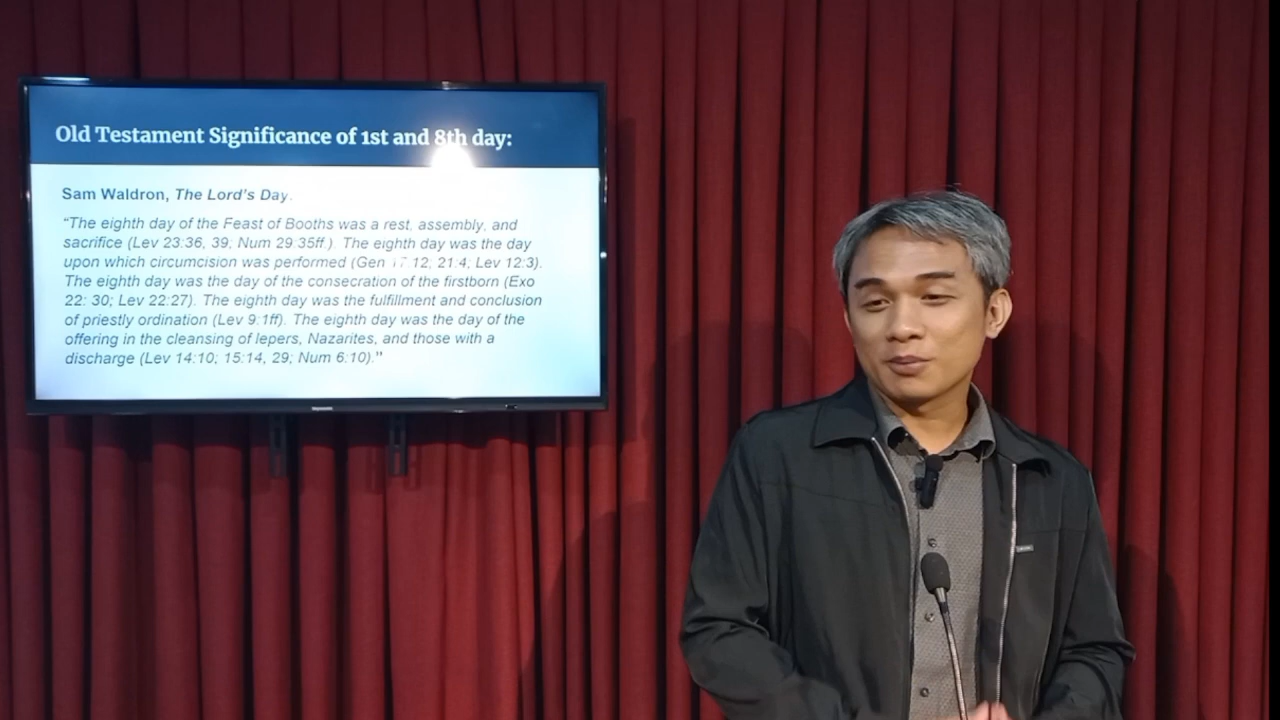 Old Testament Significance of 1st and 8th day:
Sam Waldron, The Lord's Day.
“The eighth day of the Feast of Booths was a rest, assembly, and
sacrifice (Lev 23:36, 39; Num 29:35ff.). The eighth day was the day
upon which circumcision was performed (Gen 17:12; 21:4; Lev 12:3).
The eighth day was the day of the consecration of the firstborn (Exo
22: 30; Lev 22:27). The eighth day was the fulfillment and conclusion
of priestly ordination (Lev 9:1ff). The eighth day was the day of the
offering in the cleansing of lepers, Nazarites, and those with a
discharge (Lev 14:10; 15:14, 29; Num 6:10).”